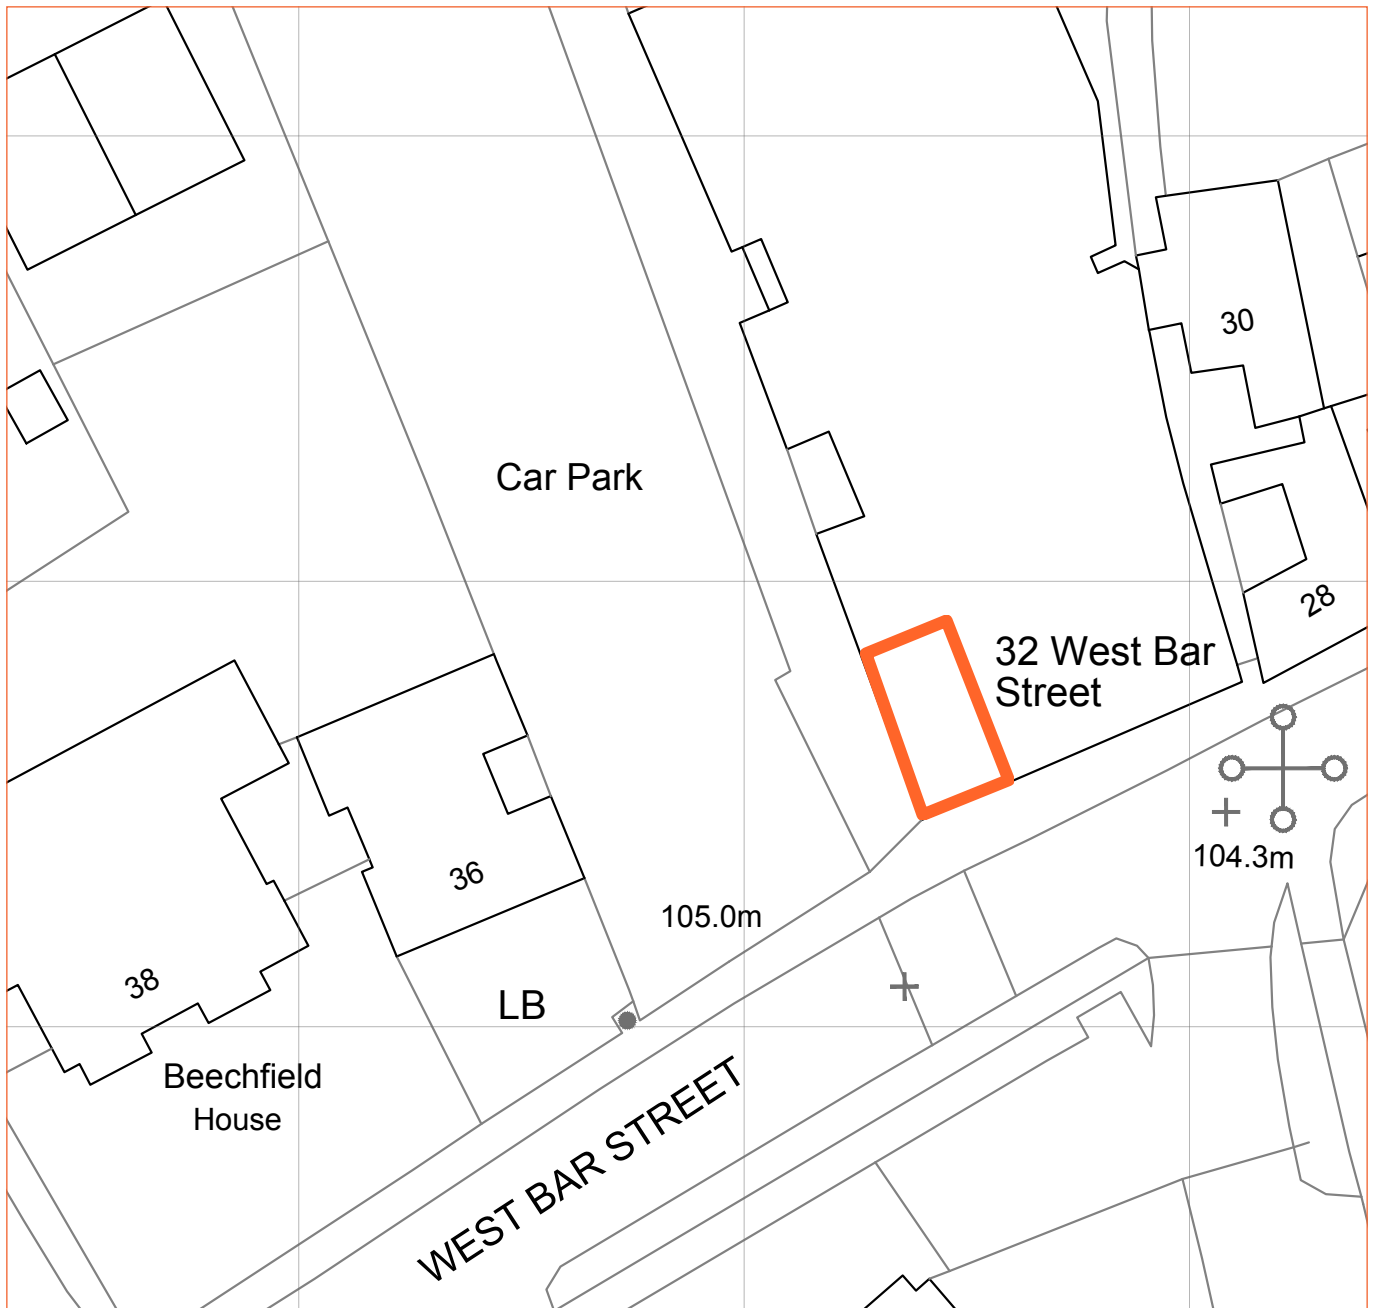 30
Car Park
28
32 West Bar
Street
104.3m
36
105.0m
38
LB
Beechfield
House
WEST BAR STREET